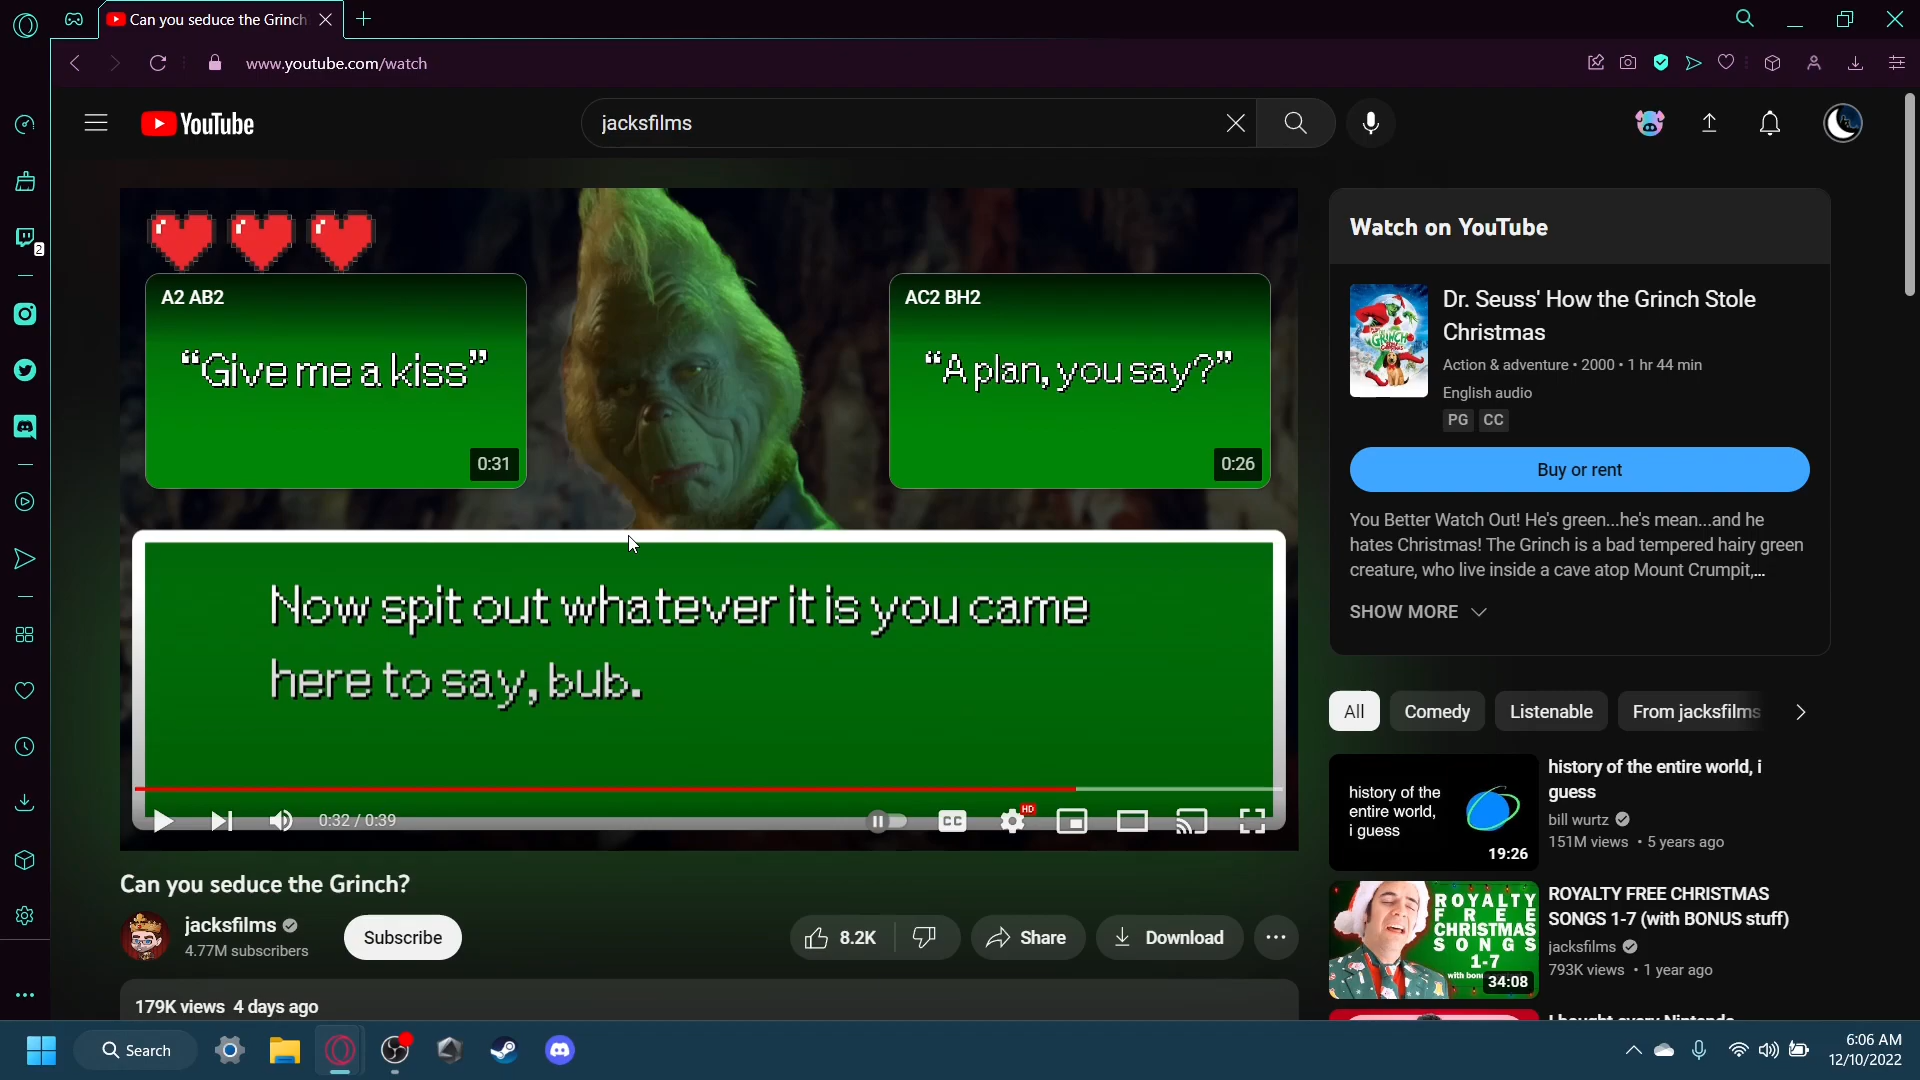 Can you seduce the Grinch
www.youtube.com/watch
YouTube
jacksfilms
2
A2 AB2
“Give me a kiss”
0:31
AC2 BH2
“A plan, you say?”
0:26
Now spit out whatever it is you came
here to say, bub.
0:32 / 0:39
CC
HD
Can you seduce the Grinch?
jacksfilms
4.77M subscribers
Subscribe
8.2K
Share
Download
179K views 4 days ago
Watch on YouTube
GRINCH
Dr. Seuss' How the Grinch Stole
Christmas
Action & adventure • 2000 • 1 hr 44 min
English audio
PG CC
Buy or rent
You Better Watch Out! He's green...he's mean...and he
hates Christmas! The Grinch is a bad tempered hairy green
creature, who live inside a cave atop Mount Crumpit,...
SHOW MORE
All
Comedy
Listenable
From jacksfilms
history of the
entire world,
i guess
19:26
history of the entire world, i
guess
bill wurtz
151M views • 5 years ago
ROYALTY
FREE
CHRISTMAS
SONGS
1-7
34:08
ROYALTY FREE CHRISTMAS
SONGS 1-7 (with BONUS stuff)
jacksfilms
793K views • 1 year ago
Search
6:06 AM
12/10/2022